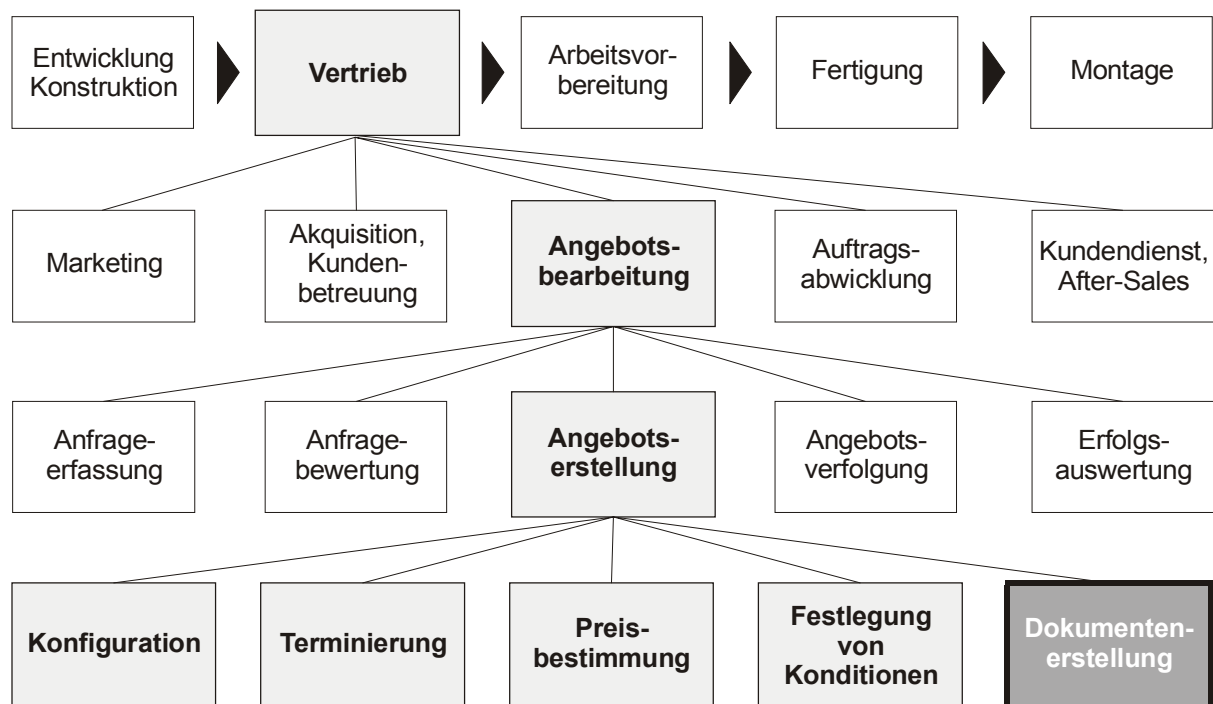 Entwicklung
Konstruktion
Vertrieb
Arbeitsvor-
bereitung
Fertigung
Montage
Marketing
Akquisition,
Kunden-
betreuung
Angebots-
bearbeitung
Auftrags-
abwicklung
Kundendienst,
After-Sales
Anfrage-
erfassung
Anfrage-
bewertung
Angebots-
erstellung
Angebots-
verfolgung
Erfolgs-
auswertung
Konfiguration
Terminierung
Preis-
bestimmung
Festlegung
von
Konditionen
Dokumenten-
erstellung